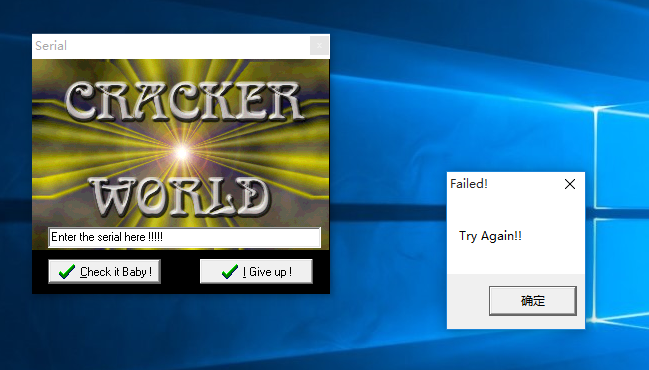 Serial
CRACKER
WORLD
Enter the serial here !!!!!
Check it Baby !
I Give up !
Failed!
Try Again!!
确定